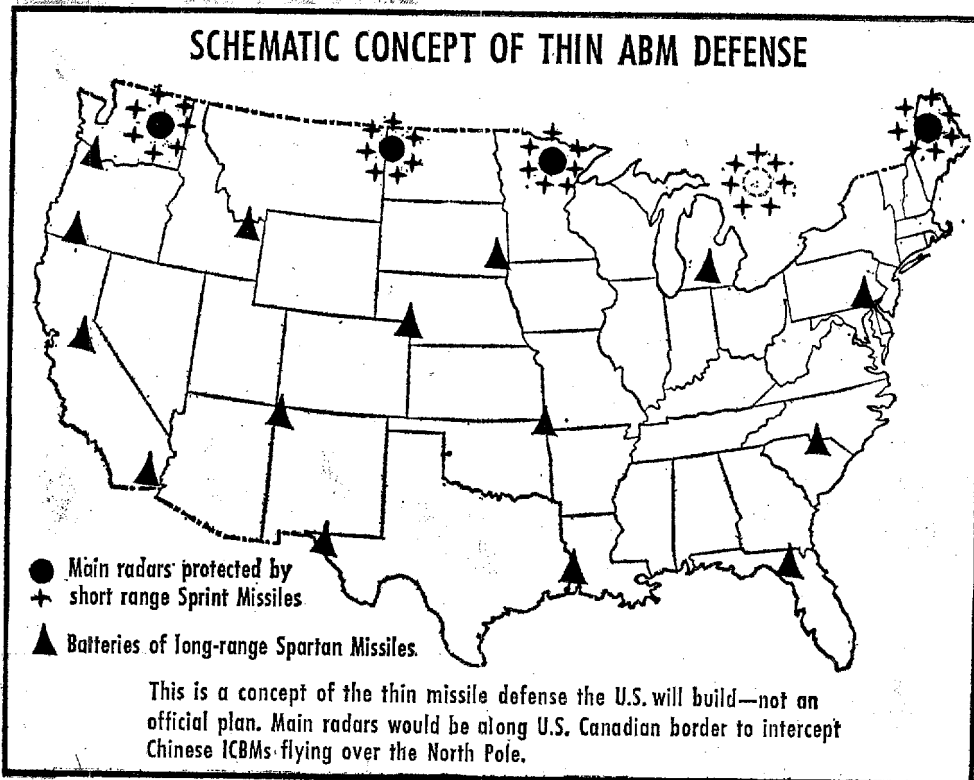 SCHEMATIC CONCEPT OF THIN ABM DEFENSE
Main radars protected by
short range Sprint Missiles
Batteries of long-range Spartan Missiles.
This is a concept of the thin missile defense the U.S. will build—not an
official plan. Main radars would be along U.S. Canadian border to intercept
Chinese ICBMs flying over the North Pole.